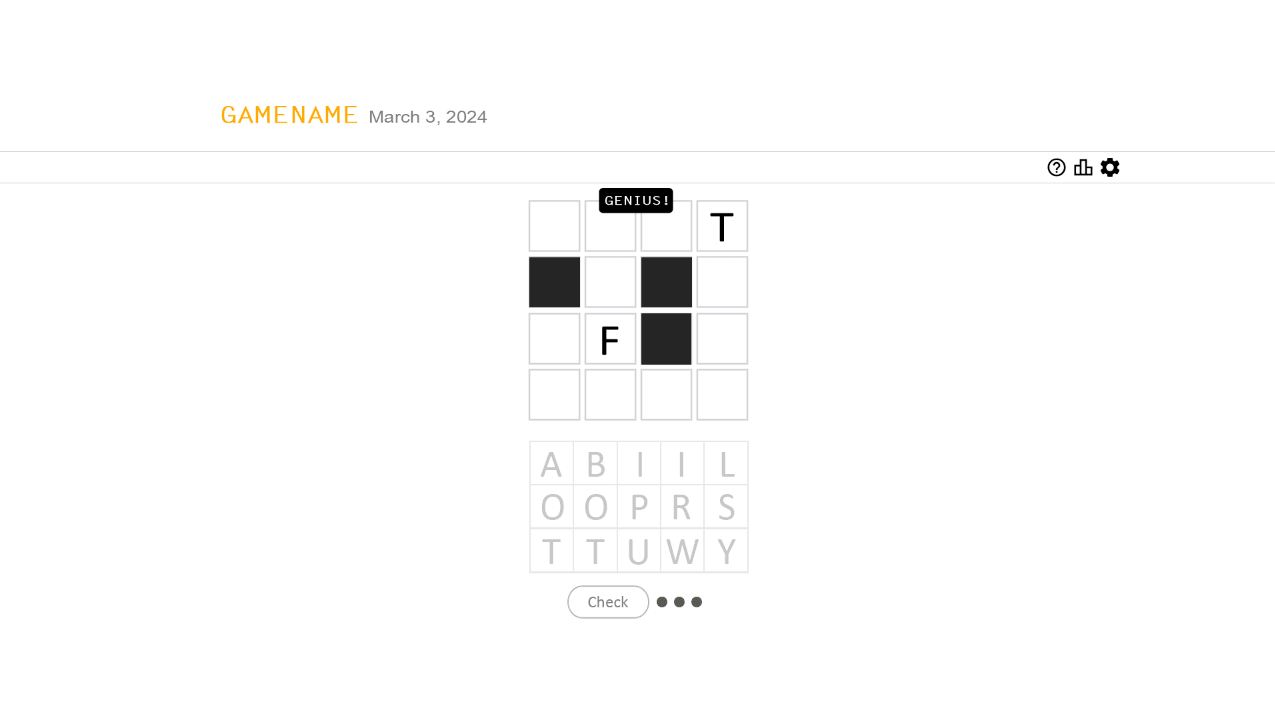 GAMENAME March 3, 2024
GENIUS!
T
F
A B I I L
O O P R S
T T U W Y
Check